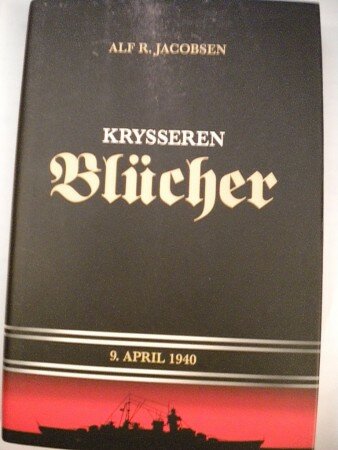 ALF R. JACOBSEN
KRYSSEREN
Blücher
9. APRIL 1940